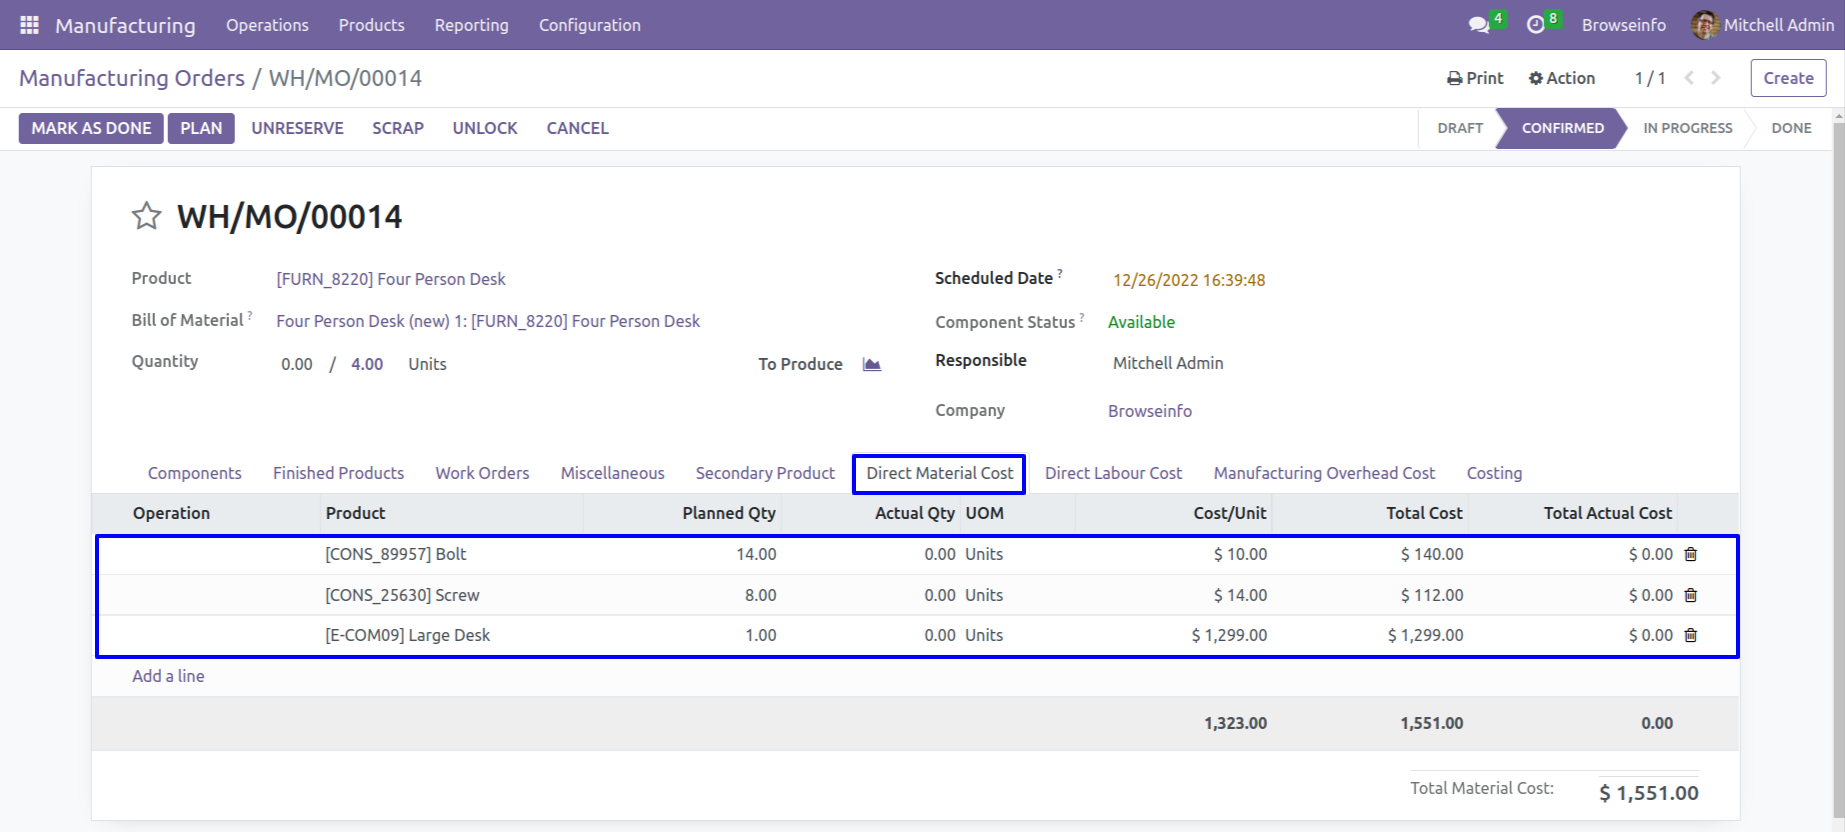 Manufacturing Operations Products Reporting Configuration 4 8 Browseinfo Mitchell Admin
Manufacturing Orders / WH/MO/00014 Print Action 1 / 1 Create
MARK AS DONE PLAN UNRESERVE SCRAP UNLOCK CANCEL DRAFT CONFIRMED IN PROGRESS DONE
WH/MO/00014
Product [FURN_8220] Four Person Desk Scheduled Date ? 12/26/2022 16:39:48
Bill of Material ? Four Person Desk (new) 1: [FURN_8220] Four Person Desk Component Status ? Available
Quantity 0.00 / 4.00 Units To Produce Responsible Mitchell Admin
Company Browseinfo
Components Finished Products Work Orders Miscellaneous Secondary Product Direct Material Cost Direct Labour Cost Manufacturing Overhead Cost Costing
Operation Product Planned Qty Actual Qty UOM Cost/Unit Total Cost Total Actual Cost
[CONS_89957] Bolt 14.00 0.00 Units $ 10.00 $ 140.00 $ 0.00
[CONS_25630] Screw 8.00 0.00 Units $ 14.00 $ 112.00 $ 0.00
[E-COM09] Large Desk 1.00 0.00 Units $ 1,299.00 $ 1,299.00 $ 0.00
Add a line
1,323.00 1,551.00 0.00
Total Material Cost: $ 1,551.00